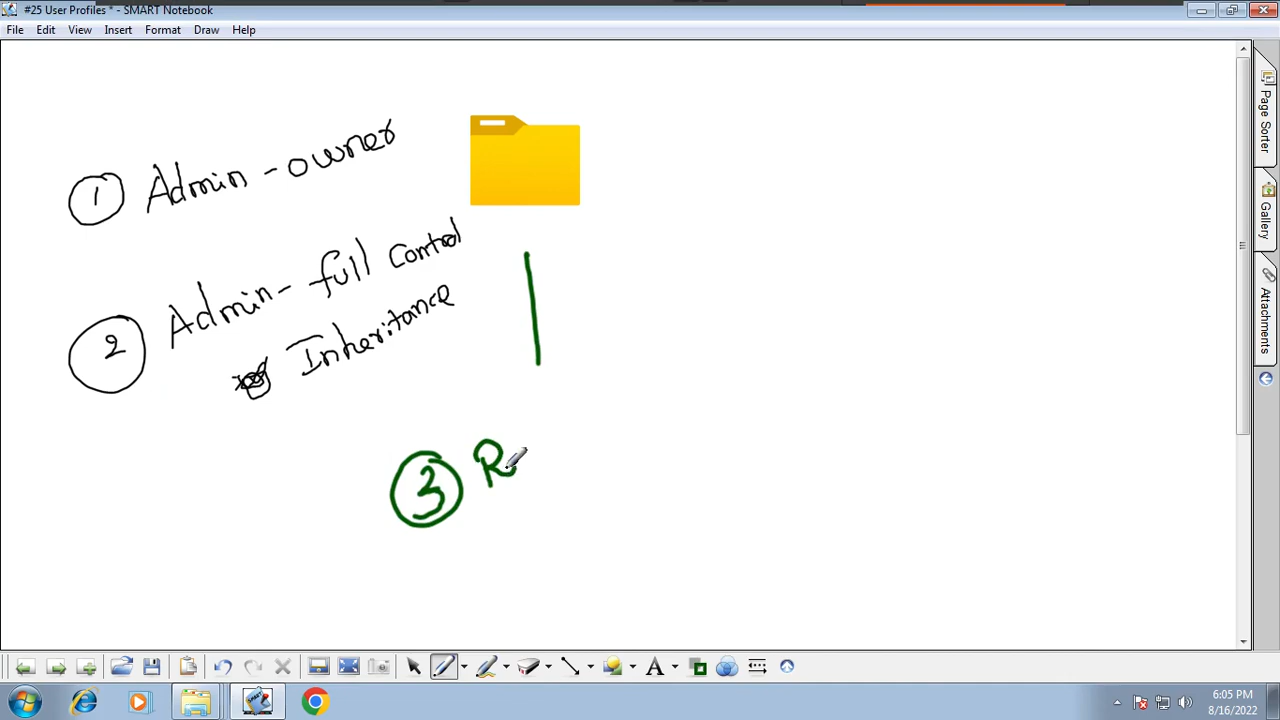 #25 User Profiles * - SMART Notebook
File Edit View Insert Format Draw Help
1 Admin - owner
2 Admin - full Control
Inheritance
3 R
Page Sorter
Gallery
Attachments
A
6:05 PM
8/16/2022